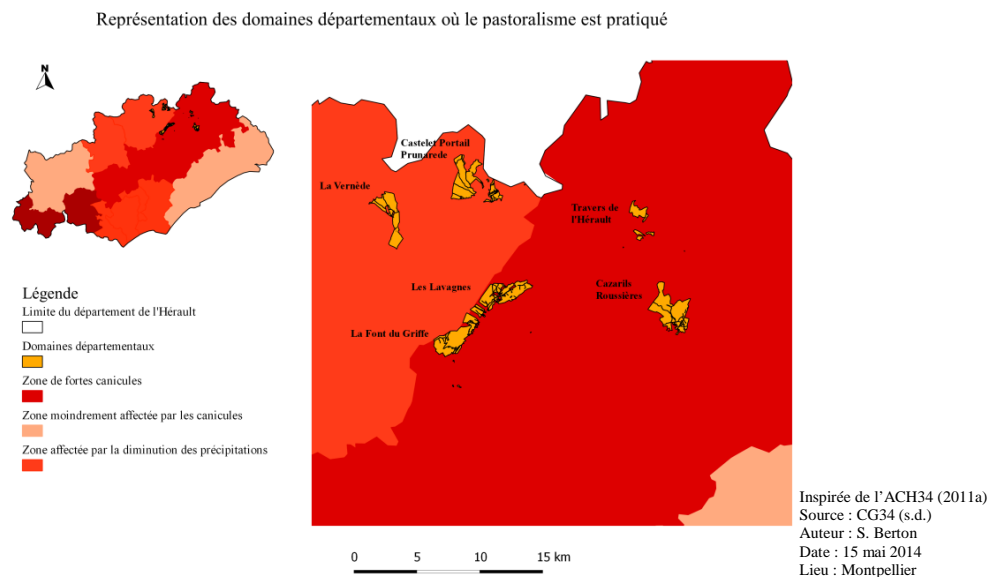 Représentation des domaines départementaux où le pastoralisme est pratiqué
N
Légende
Limite du département de l'Hérault
Domaines départementaux
Zone de fortes canicules
Zone moindrement affectée par les canicules
Zone affectée par la diminution des précipitations
Castelet Portail
Prunarede
La Vernède
Travers de
l'Hérault
Les Lavagnes
Cazarils
Roussières
La Font du Griffe
0 5 10 15 km
Inspirée de l’ACH34 (2011a)
Source : CG34 (s.d.)
Auteur : S. Berton
Date : 15 mai 2014
Lieu : Montpellier